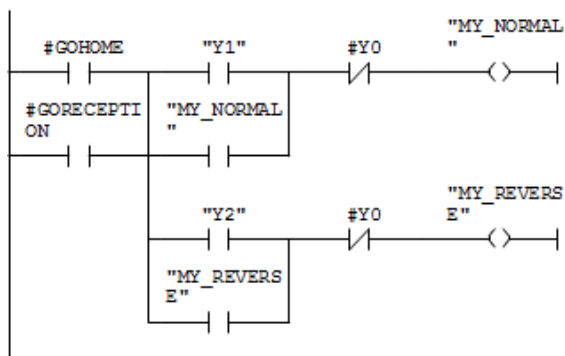 "MY_NORMAL
"
#GOHOME "Y1" #Y0
#GORECEPTI
ON
"MY_NORMAL
"
"MY_REVERS
E"
"Y2" #Y0
"MY_REVERS
E"